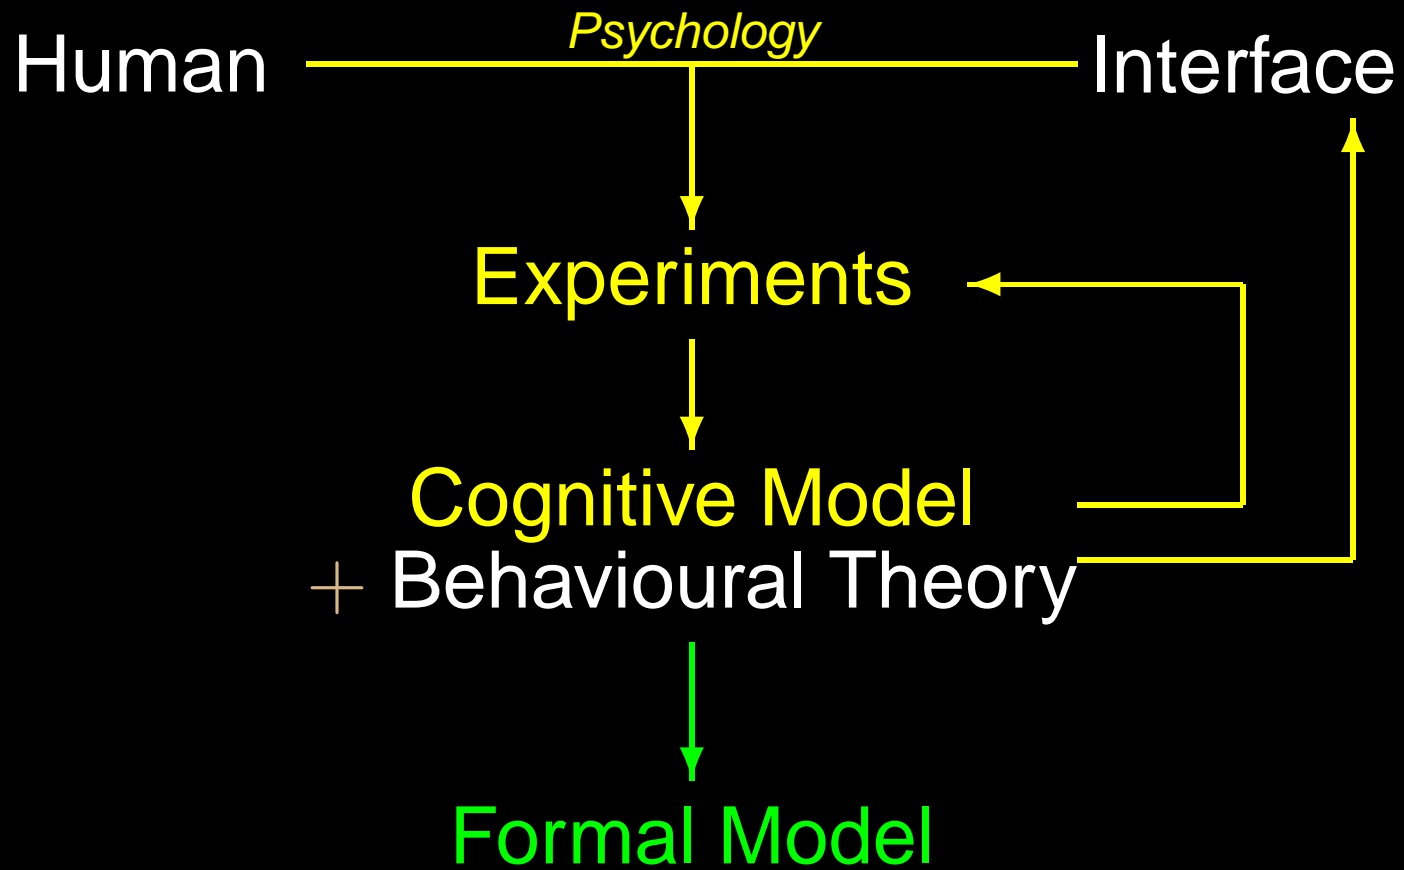 Psychology
Human
Interface
Experiments
Cognitive Model
+ Behavioural Theory
Formal Model